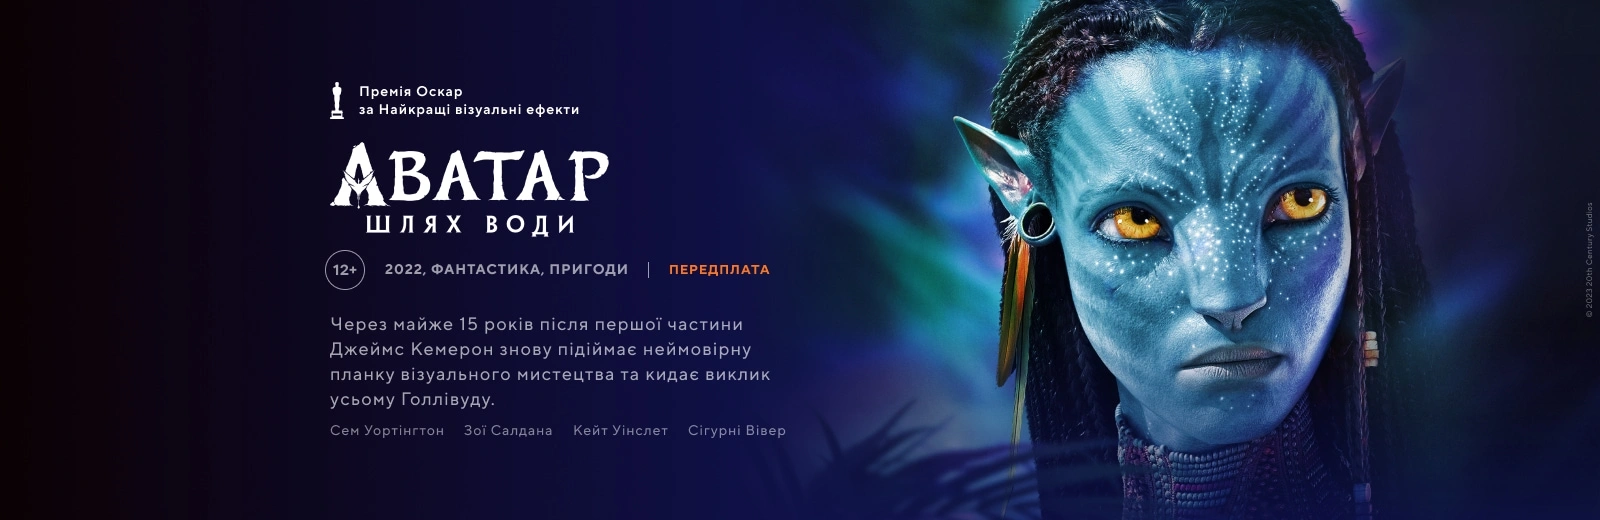 Премія Оскар
за Найкращі візуальні ефекти
АВАТАР
ШЛЯХ ВОДИ
12+ 2022, ФАНТАСТИКА, ПРИГОДИ | ПЕРЕДПЛАТА
Через майже 15 років після першої частини
Джеймс Кемерон знову підіймає неймовірну
планку візуального мистецтва та кидає виклик
усьому Голлівуду.
Сем Уортінгтон Зої Салдана Кейт Уінслет Сігурні Вівер
© 2023 20th Century Studios